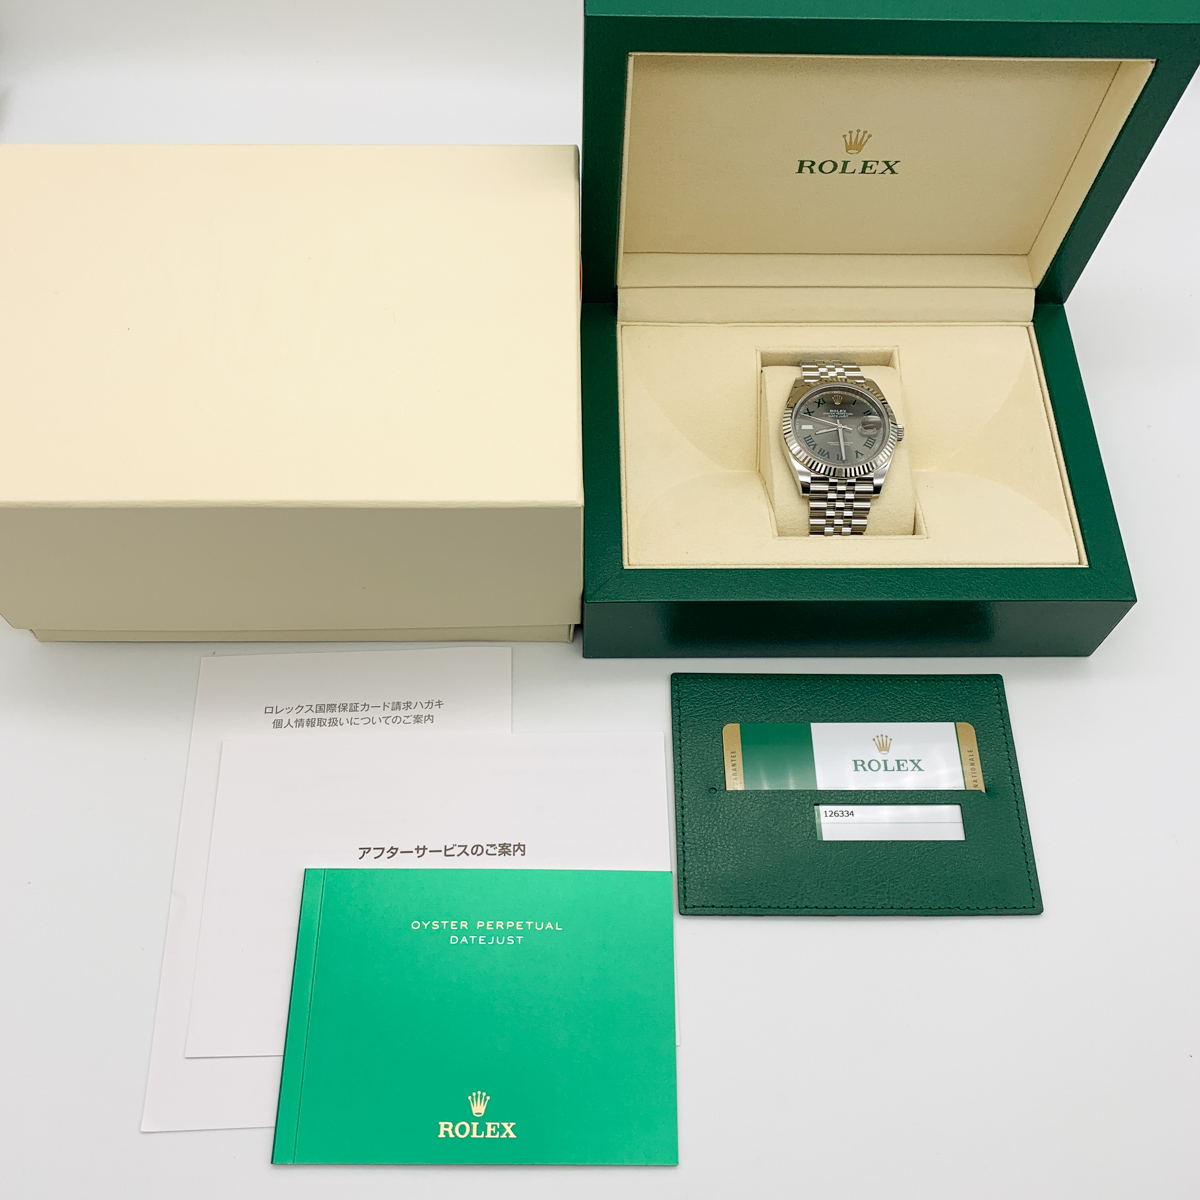 ROLEX
ROLEX
DATEJUST
ロレックス国際保証カード請求ハガキ
個人情報取扱いについてのご案内
アフターサービスのご案内
OYSTER PERPETUAL
DATEJUST
ROLEX
ROLEX
NATIONALE
126334